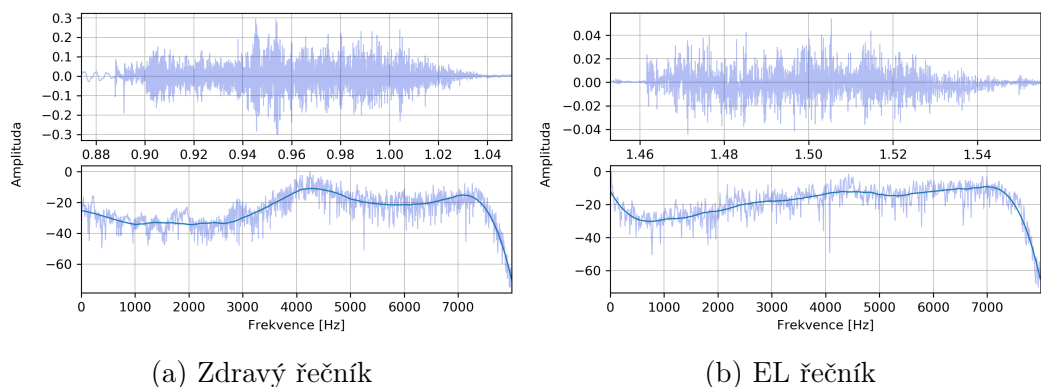 0.3
0.2
0.1
0.0
−0.1
−0.2
−0.3
0.88 0.90 0.92 0.94 0.96 0.98 1.00 1.02 1.04
Amplituda
0
−20
−40
−60
0 1000 2000 3000 4000 5000 6000 7000
Frekvence [Hz]
(a) Zdravý řečník
0.04
0.02
0.00
−0.02
−0.04
1.46 1.48 1.50 1.52 1.54
Amplituda
0
−20
−40
−60
0 1000 2000 3000 4000 5000 6000 7000
Frekvence [Hz]
(b) EL řečník